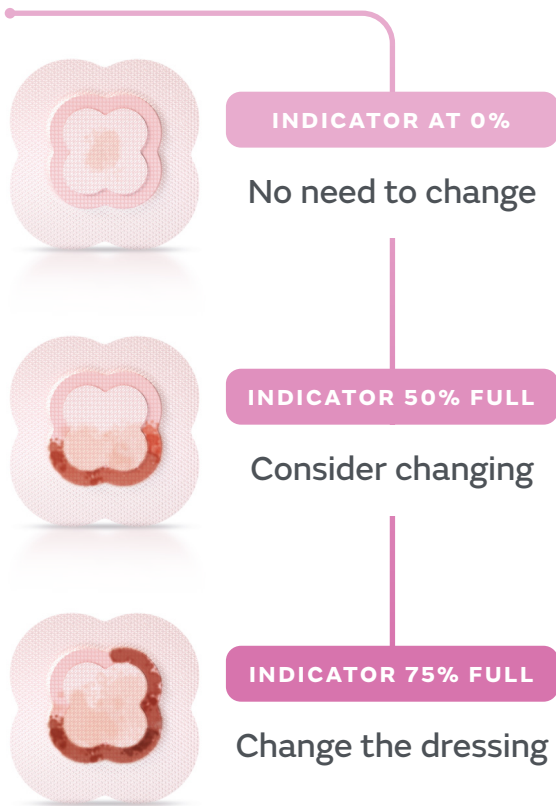 INDICATOR AT 0%
No need to change
INDICATOR 50% FULL
Consider changing
INDICATOR 75% FULL
Change the dressing